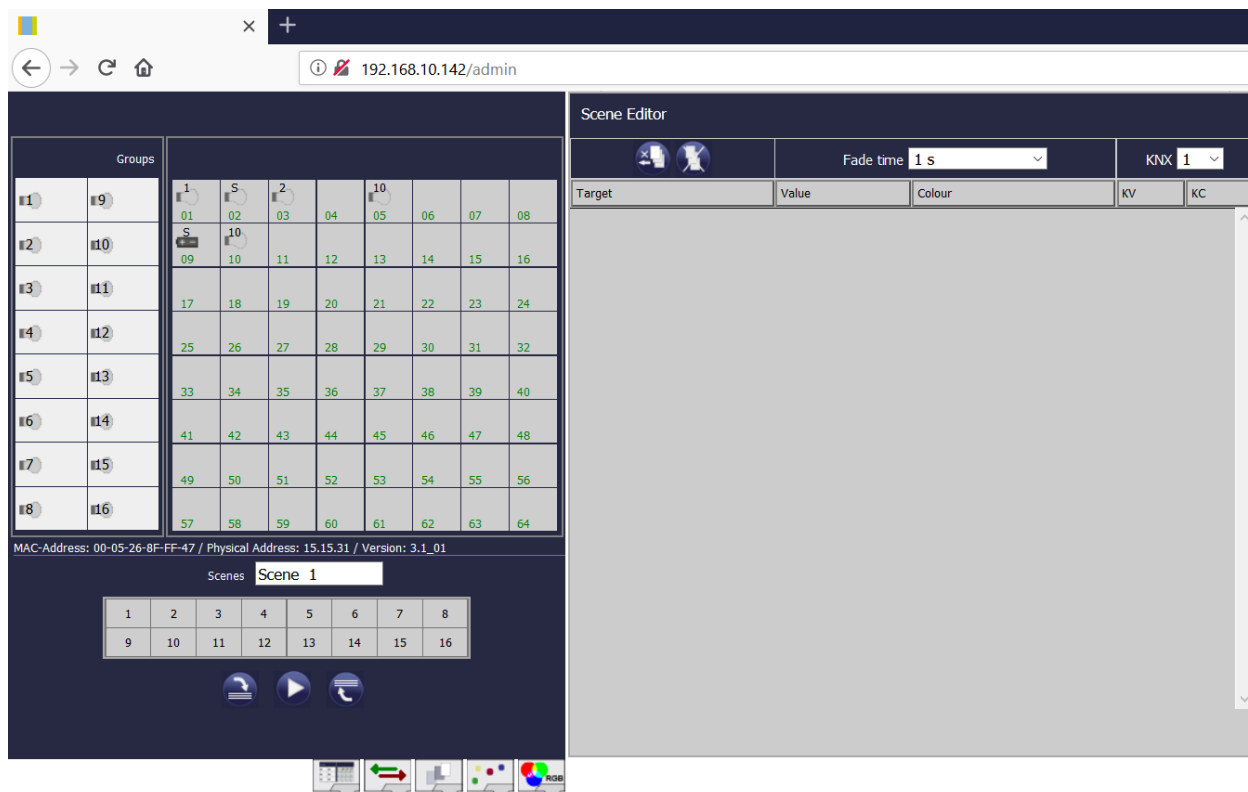 192.168.10.142/admin
Scene Editor
Groups
Fade time 1 s
KNX 1
Target Value Colour KV KC
1 9
2 10
3 11
4 12
5 13
6 14
7 15
8 16
1 S 2 10
01 02 03 04 05 06 07 08
S 10
09 10 11 12 13 14 15 16
17 18 19 20 21 22 23 24
25 26 27 28 29 30 31 32
33 34 35 36 37 38 39 40
41 42 43 44 45 46 47 48
49 50 51 52 53 54 55 56
57 58 59 60 61 62 63 64
MAC-Address: 00-05-26-8F-FF-47 / Physical Address: 15.15.31 / Version: 3.1_01
Scenes Scene 1
1 2 3 4 5 6 7 8
9 10 11 12 13 14 15 16
RGB